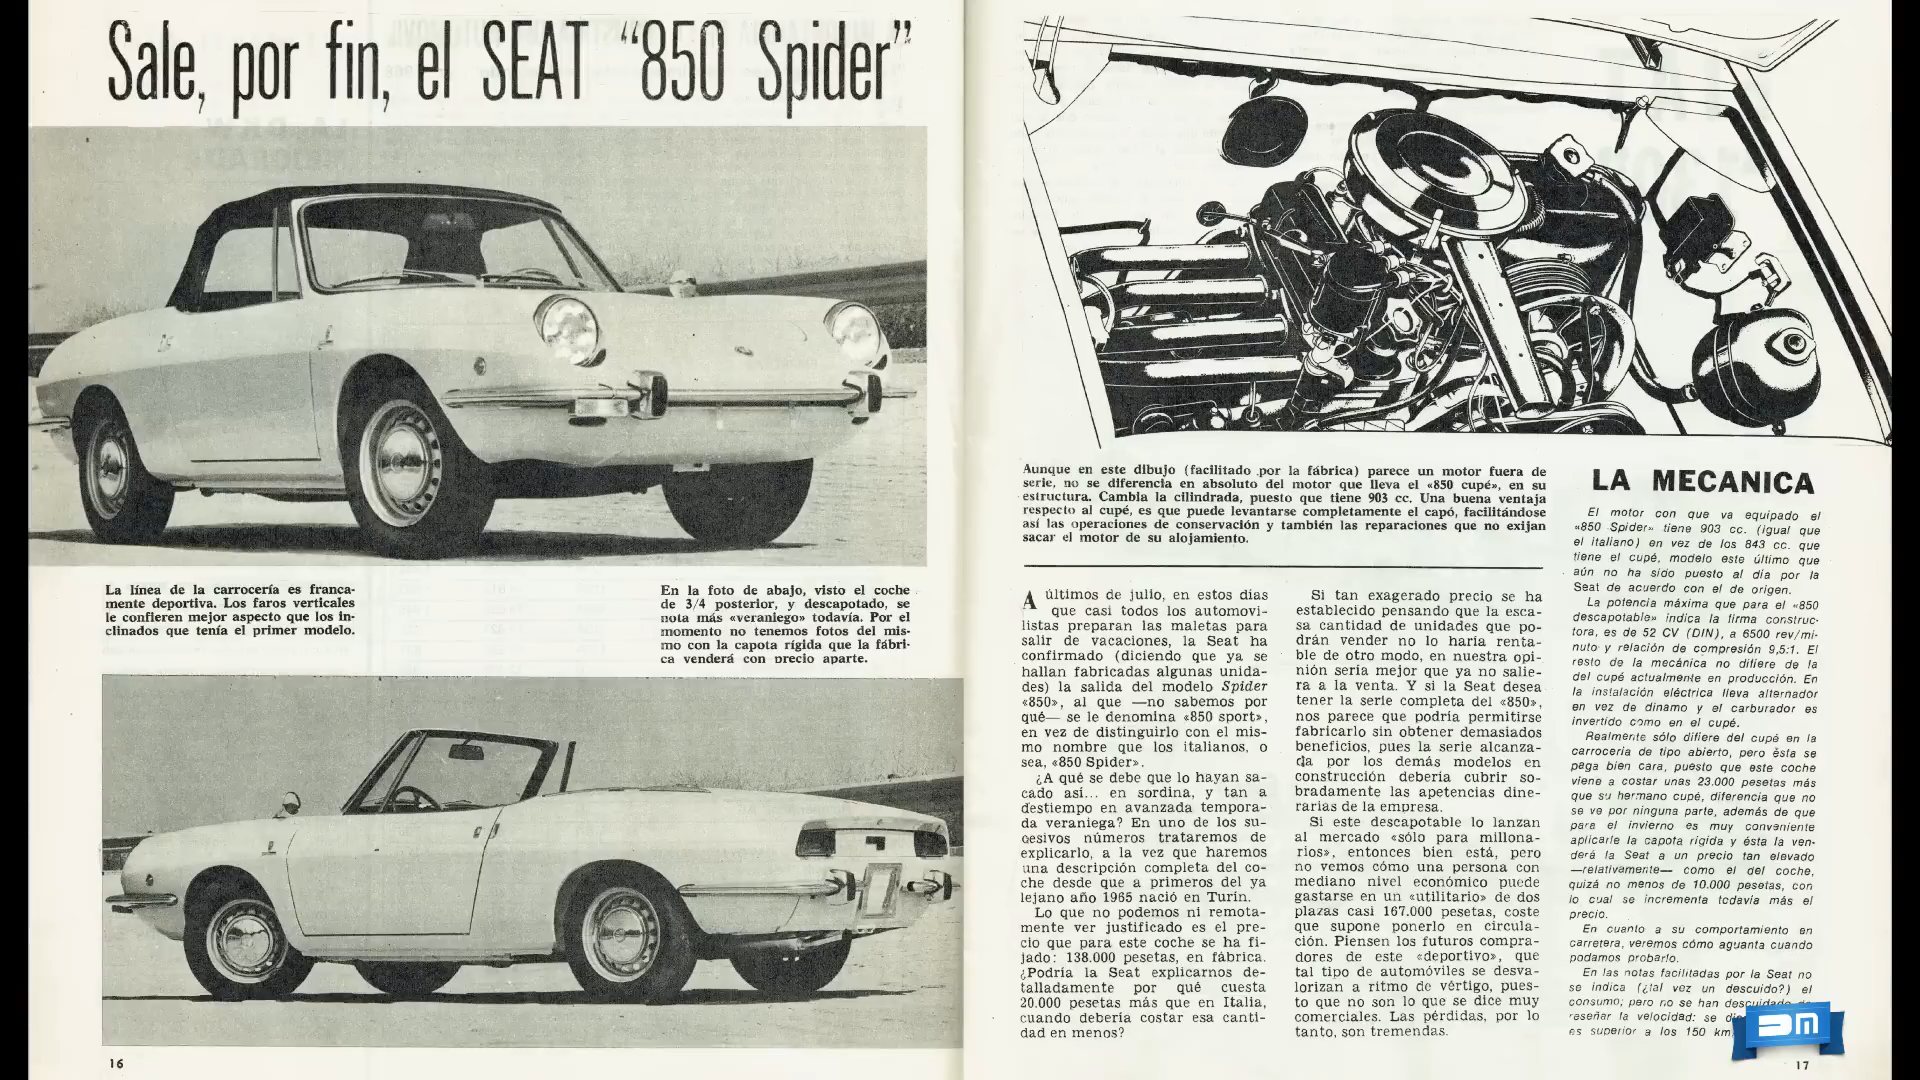 Sale, por fin, el SEAT “850 Spider”
La línea de la carrocería es franca-
mente deportiva. Los faros verticales
le confieren mejor aspecto que los in-
clinados que tenía el primer modelo.
En la foto de abajo, visto el coche
de 3/4 posterior, y descapotado, se
nota más «veraniego» todavía. Por el
momento no tenemos fotos del mis-
mo con la capota rígida que la fábri-
ca venderá con precio aparte.
16
Aunque en este dibujo (facilitado por la fábrica) parece un motor fuera de
serie, no se diferencia en absoluto del motor que lleva el «850 cupé», en su
estructura. Cambia la cilindrada, puesto que tiene 903 cc. Una buena ventaja
respecto al cupé, es que puede levantarse completamente el capó, facilitándose
así las operaciones de conservación y también las reparaciones que no exijan
sacar el motor de su alojamiento.
A últimos de julio, en estos días
que casi todos los automovi-
listas preparan las maletas para
salir de vacaciones, la Seat ha
confirmado (diciendo que ya se
hallan fabricadas algunas unida-
des) la salida del modelo Spider
«850», al que —no sabemos por
qué— se le denomina «850 sport»,
en vez de distinguirlo con el mis-
mo nombre que los italianos, o
sea, «850 Spider».
¿A qué se debe que lo hayan sa-
cado así... en sordina, y tan a
destiempo en avanzada tempora-
da veraniega? En uno de los su-
cesivos números trataremos de
explicarlo, a la vez que haremos
una descripción completa del co-
che desde que a primeros del ya
lejano año 1965 nació en Turín.
Lo que no podemos ni remota-
mente ver justificado es el pre-
cio que para este coche se ha fi-
jado: 138.000 pesetas, en fábrica.
¿Podría la Seat explicarnos de-
talladamente por qué cuesta
20.000 pesetas más que en Italia,
cuando debería costar esa canti-
dad en menos?
Si tan exagerado precio se ha
establecido pensando que la esca-
sa cantidad de unidades que po-
drán vender no lo haría renta-
ble de otro modo, en nuestra opi-
nión sería mejor que ya no salie-
ra a la venta. Y si la Seat desea
tener la serie completa del «850»,
nos parece que podría permitirse
fabricarlo sin obtener demasiados
beneficios, pues la serie alcanza-
da por los demás modelos en
construcción debería cubrir so-
bradamente las apetencias dine-
rarias de la empresa.
Si este descapotable lo lanzan
al mercado «sólo para millona-
rios», entonces bien está, pero
no vemos cómo una persona con
mediano nivel económico puede
gastarse en un «utilitario» de dos
plazas casi 167.000 pesetas, coste
que supone ponerlo en circula-
ción. Piensen los futuros compra-
dores de este «deportivo», que
tal tipo de automóviles se desva-
lorizan a ritmo de vértigo, pues-
to que no son lo que se dice muy
comerciales. Las pérdidas, por lo
tanto, son tremendas.
LA MECANICA
El motor con que va equipado el
«850 Spider» tiene 903 cc. (igual que
el italiano) en vez de los 843 cc. que
tiene el cupé, modelo este último que
aún no ha sido puesto al día por la
Seat de acuerdo con el de origen.
La potencia máxima que para el «850
descapotable» indica la firma construc-
tora, es de 52 CV (DIN), a 6500 rev/mi-
nuto y relación de compresión 9,5:1. El
resto de la mecánica no difiere de la
del cupé actualmente en producción. En
la instalación eléctrica lleva alternador
en vez de dinamo y el carburador es
invertido como en el cupé.
Realmente sólo difiere del cupé en la
carrocería de tipo abierto, pero ésta se
paga bien cara, puesto que este coche
viene a costar unas 23.000 pesetas más
que su hermano cupé, diferencia que no
se ve por ninguna parte, además de que
para el invierno es muy conveniente
aplicarle la capota rígida y ésta la ven-
derá la Seat a un precio tan elevado
—relativamente— como el del coche,
quizá no menos de 10.000 pesetas, con
lo cual se incrementa todavía más el
precio.
En cuanto a su comportamiento en
carretera, veremos cómo aguanta cuando
podamos probarlo.
En las notas facilitadas por la Seat no
se indica (¿tal vez un descuido?) el
consumo; pero no se han descuidado
reseñar la velocidad: se
es superior a los 150 km
17